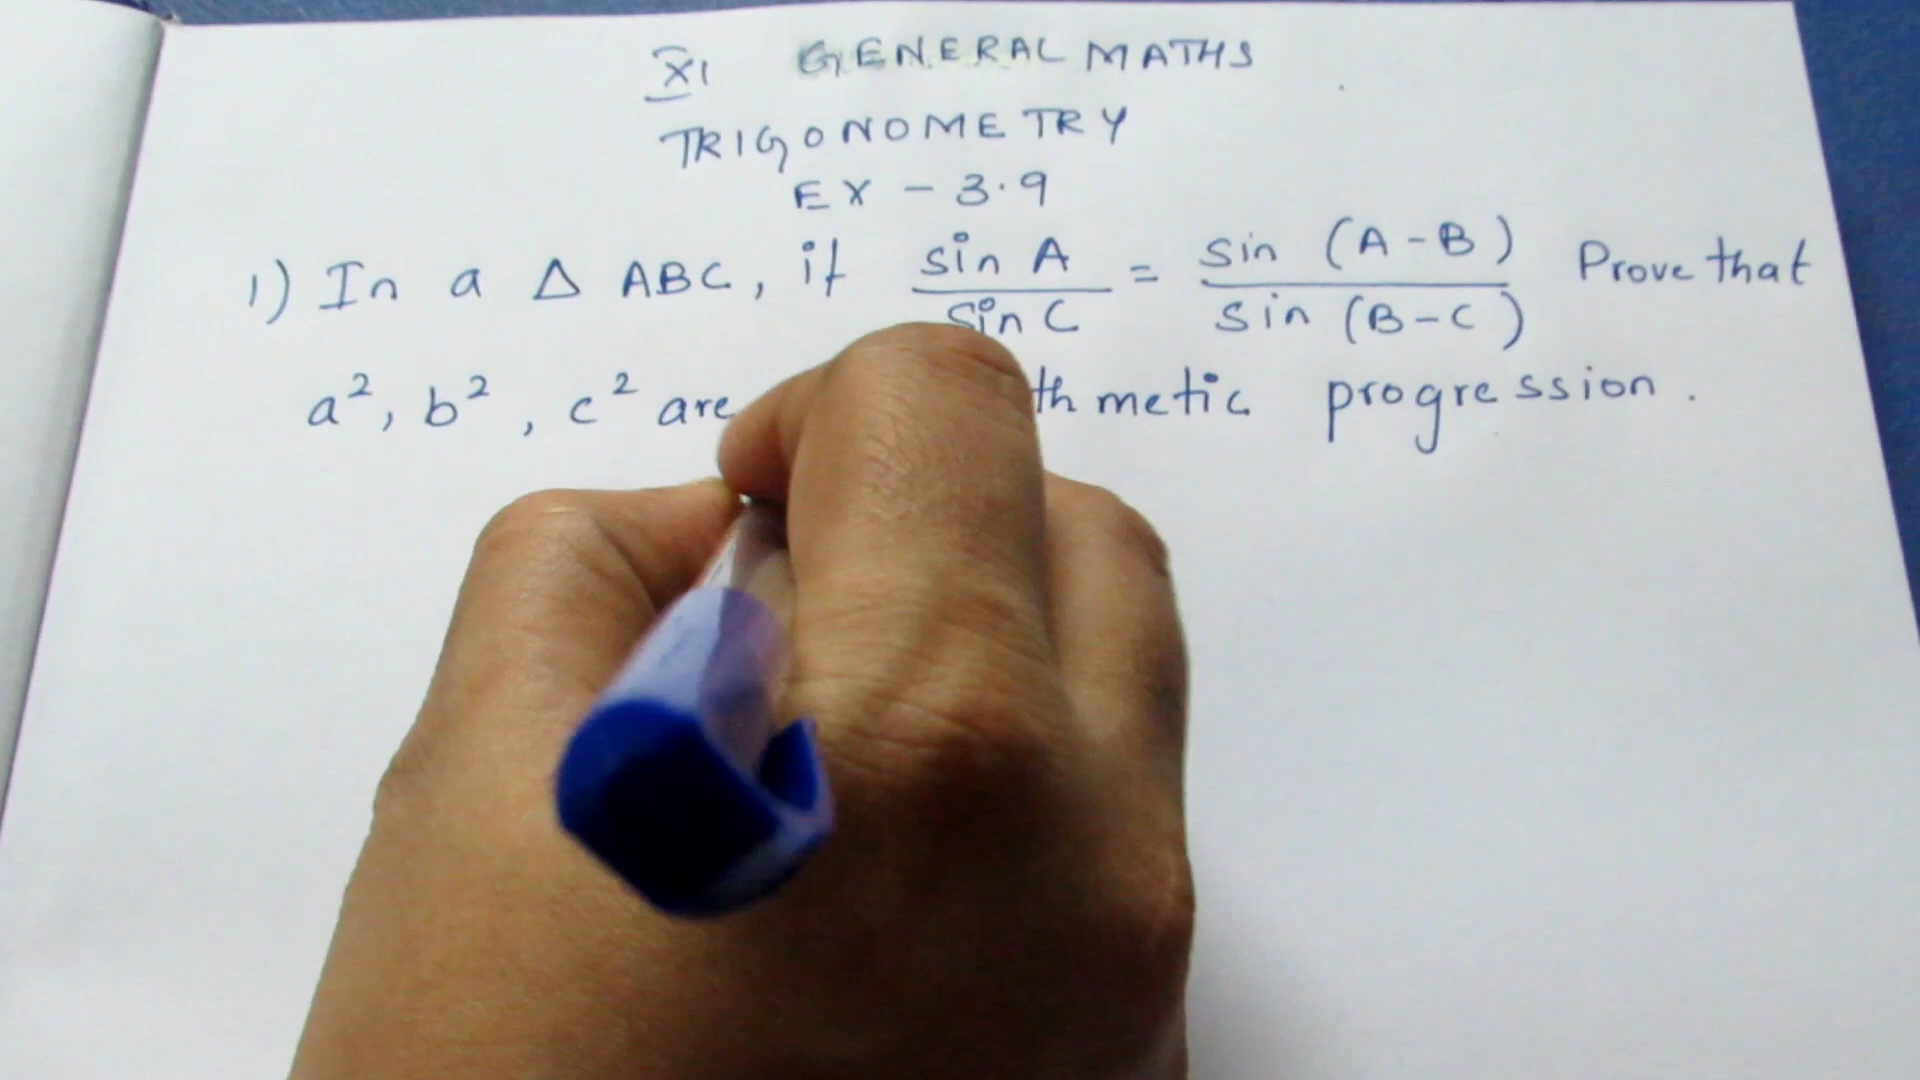 XI GENERAL MATHS
TRIGONOMETRY
EX - 3.9
1) In a Δ ABC, if sin A / sin C = sin (A - B) / sin (B - C) Prove that
a², b², c² are thmetic progression.